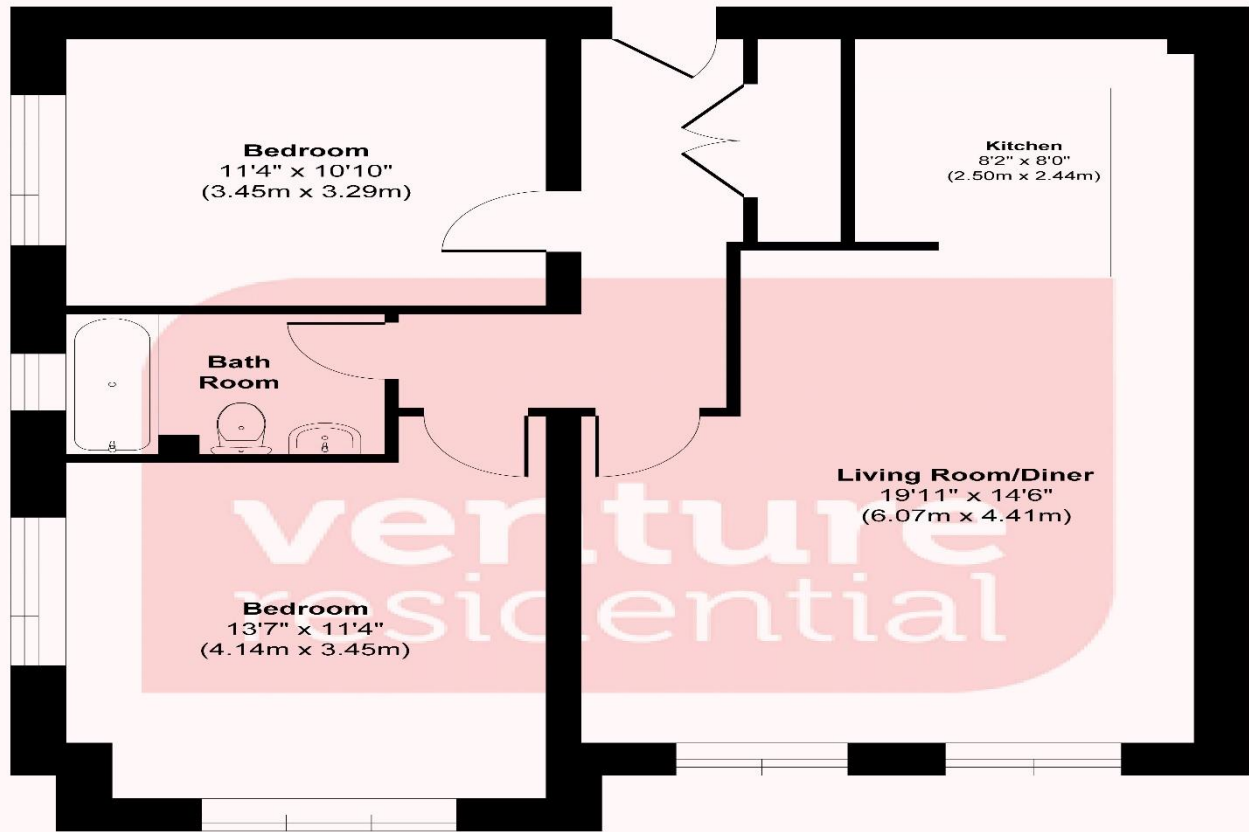 Bedroom
11'4" x 10'10"
(3.45m x 3.29m)
Kitchen
8'2" x 8'0"
(2.50m x 2.44m)
Bath
Room
Living Room/Diner
19'11" x 14'6"
(6.07m x 4.41m)
venture
residential
Bedroom
13'7" x 11'4"
(4.14m x 3.45m)